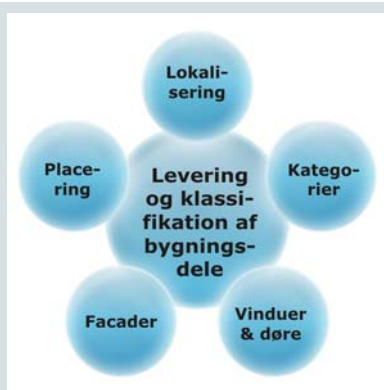 Lokali-
sering
Place-
ring
Levering
og klassi-
fikation af
bygnings-
dele
Katego-
rier
Facader
Vinduer
& døre